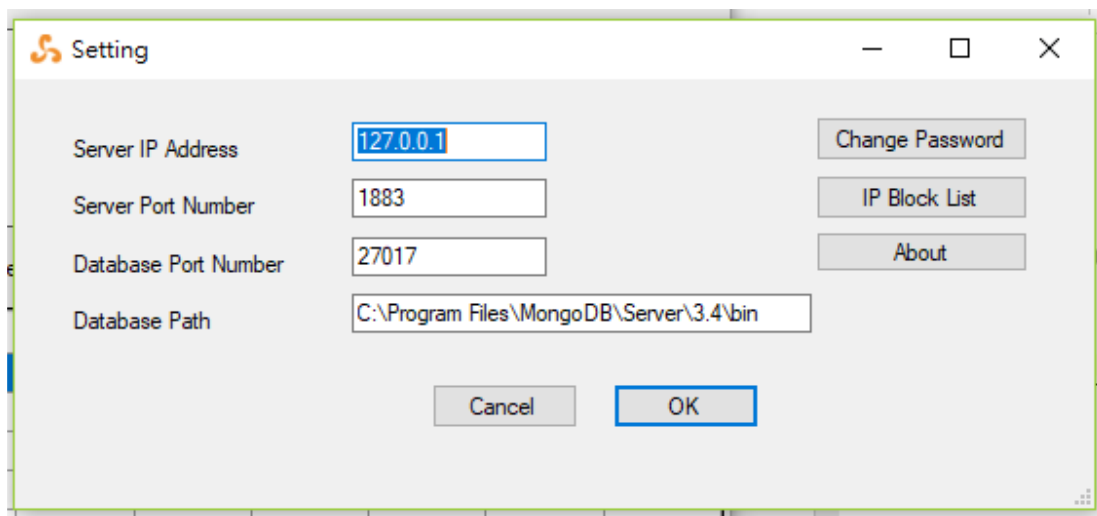 Setting
Server IP Address 127.0.0.1 Change Password
Server Port Number 1883 IP Block List
Database Port Number 27017 About
Database Path C:\Program Files\MongoDB\Server\3.4\bin
Cancel OK